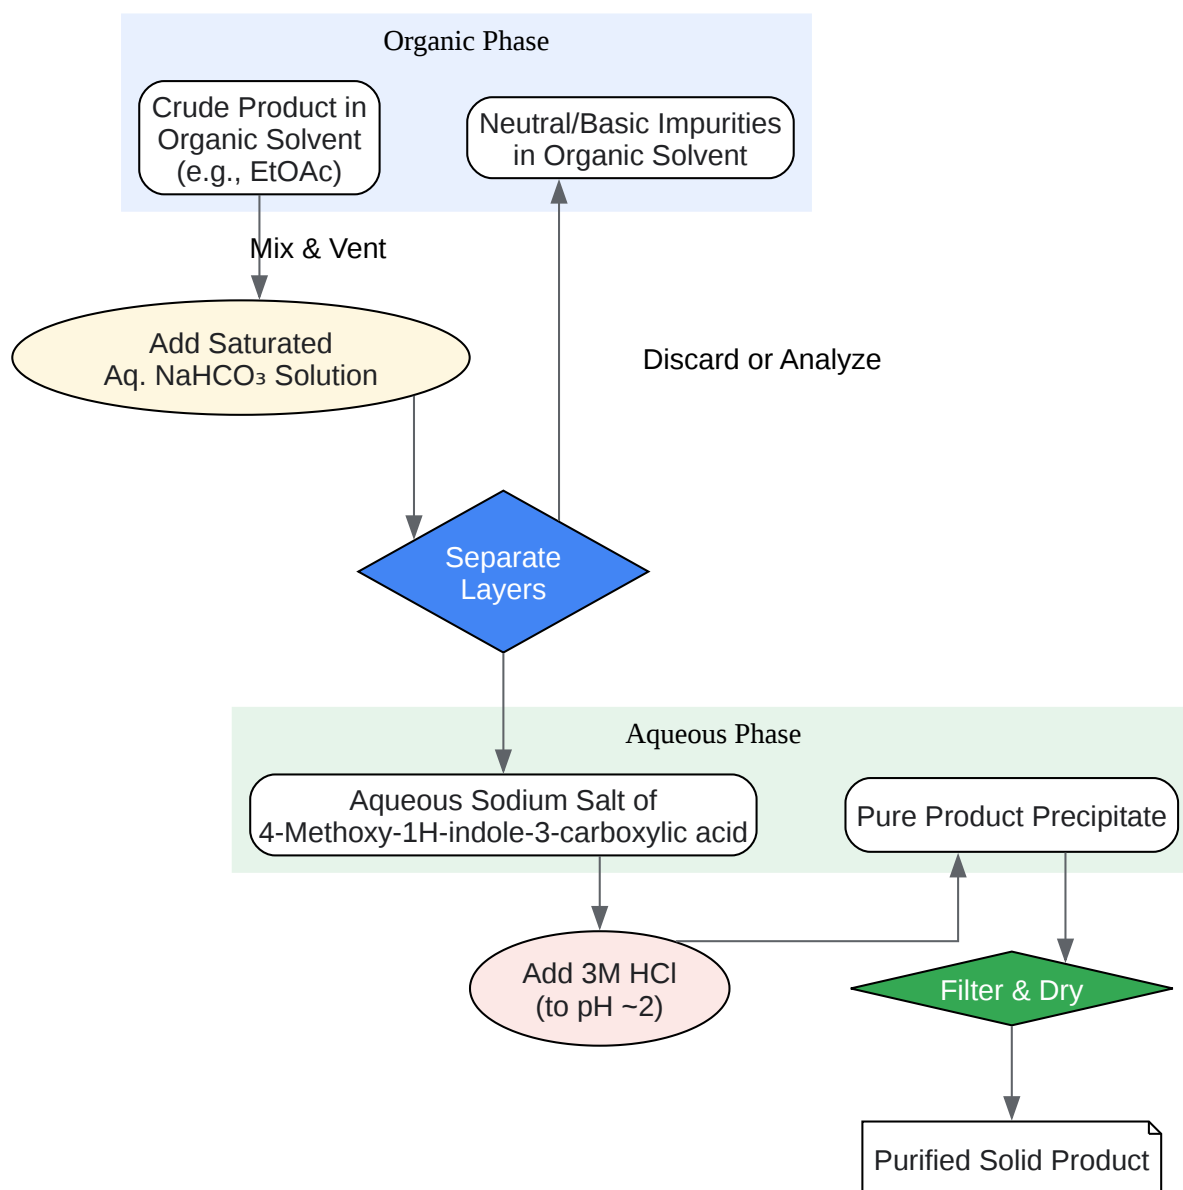 Organic Phase
Crude Product in
Organic Solvent
(e.g., EtOAc)
Neutral/Basic Impurities
in Organic Solvent
Mix & Vent
Add Saturated
Aq. NaHCO₃ Solution
Discard or Analyze
Separate
Layers
Aqueous Phase
Aqueous Sodium Salt of
4-Methoxy-1H-indole-3-carboxylic acid
Pure Product Precipitate
Add 3M HCl
(to pH ~2)
Filter & Dry
Purified Solid Product